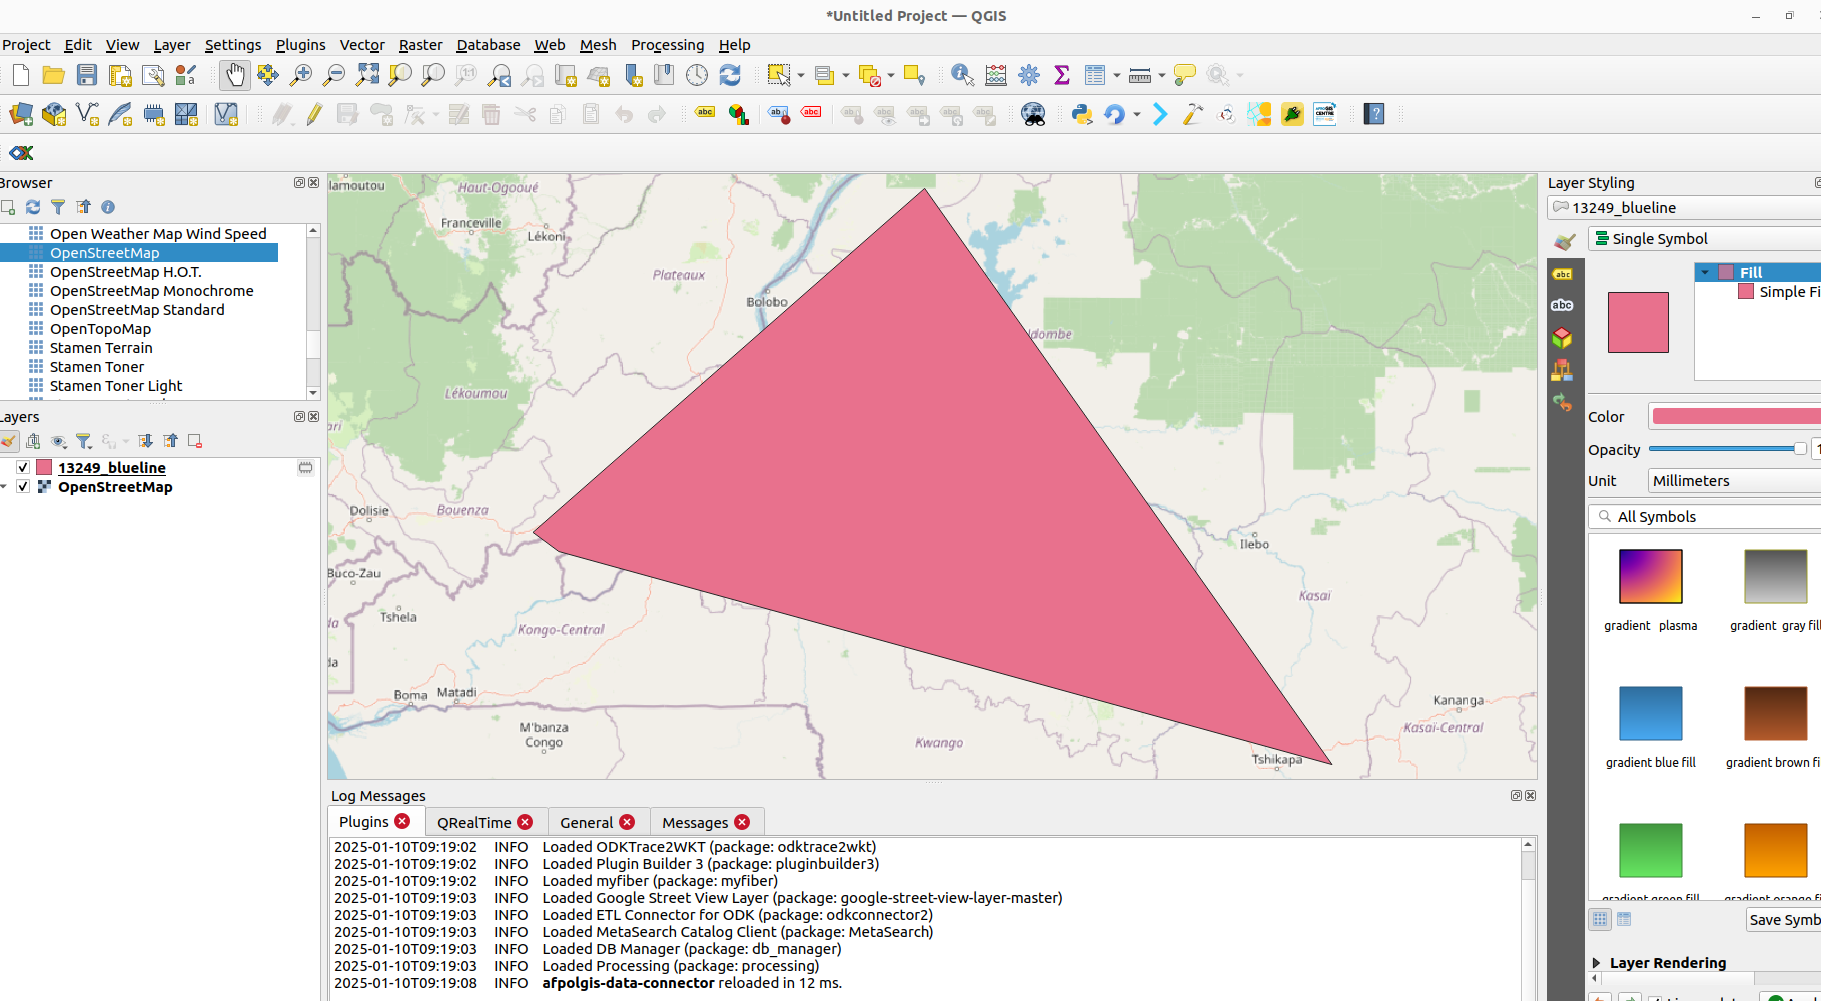 *Untitled Project — QGIS
Project Edit View Layer Settings Plugins Vector Raster Database Web Mesh Processing Help
Browser
Open Weather Map Wind Speed
OpenStreetMap
OpenStreetMap H.O.T.
OpenStreetMap Monochrome
OpenStreetMap Standard
OpenTopoMap
Stamen Terrain
Stamen Toner
Stamen Toner Light
Layers
13249_blueline
OpenStreetMap
lamoutou
Haut-Ogooué
Franceville
Lékoni
Plateaux
Bolobo
Ndombe
Lékoumou
ari
Dolisie
Bouenza
Ilebo
Buco-Zau
Kasaï
Tshela
la
Kongo-Central
da
Boma
Matadi
Kananga
M'banza
Congo
Kwango
Kasaï-Central
Tshikapa
Log Messages
Plugins QRealTime General Messages
2025-01-10T09:19:02 INFO Loaded ODKTrace2WKT (package: odktrace2wkt)
2025-01-10T09:19:02 INFO Loaded Plugin Builder 3 (package: pluginbuilder3)
2025-01-10T09:19:02 INFO Loaded myfiber (package: myfiber)
2025-01-10T09:19:03 INFO Loaded Google Street View Layer (package: google-street-view-layer-master)
2025-01-10T09:19:03 INFO Loaded ETL Connector for ODK (package: odkconnector2)
2025-01-10T09:19:03 INFO Loaded MetaSearch Catalog Client (package: MetaSearch)
2025-01-10T09:19:03 INFO Loaded DB Manager (package: db_manager)
2025-01-10T09:19:03 INFO Loaded Processing (package: processing)
2025-01-10T09:19:08 INFO afpolgis-data-connector reloaded in 12 ms.
Layer Styling
13249_blueline
Single Symbol
Fill
Simple Fi
Color
Opacity 1
Unit Millimeters
All Symbols
gradient plasma
gradient gray fill
gradient blue fill
gradient brown fi
gradient green fill
gradient orange fi
Save Symb
Layer Rendering